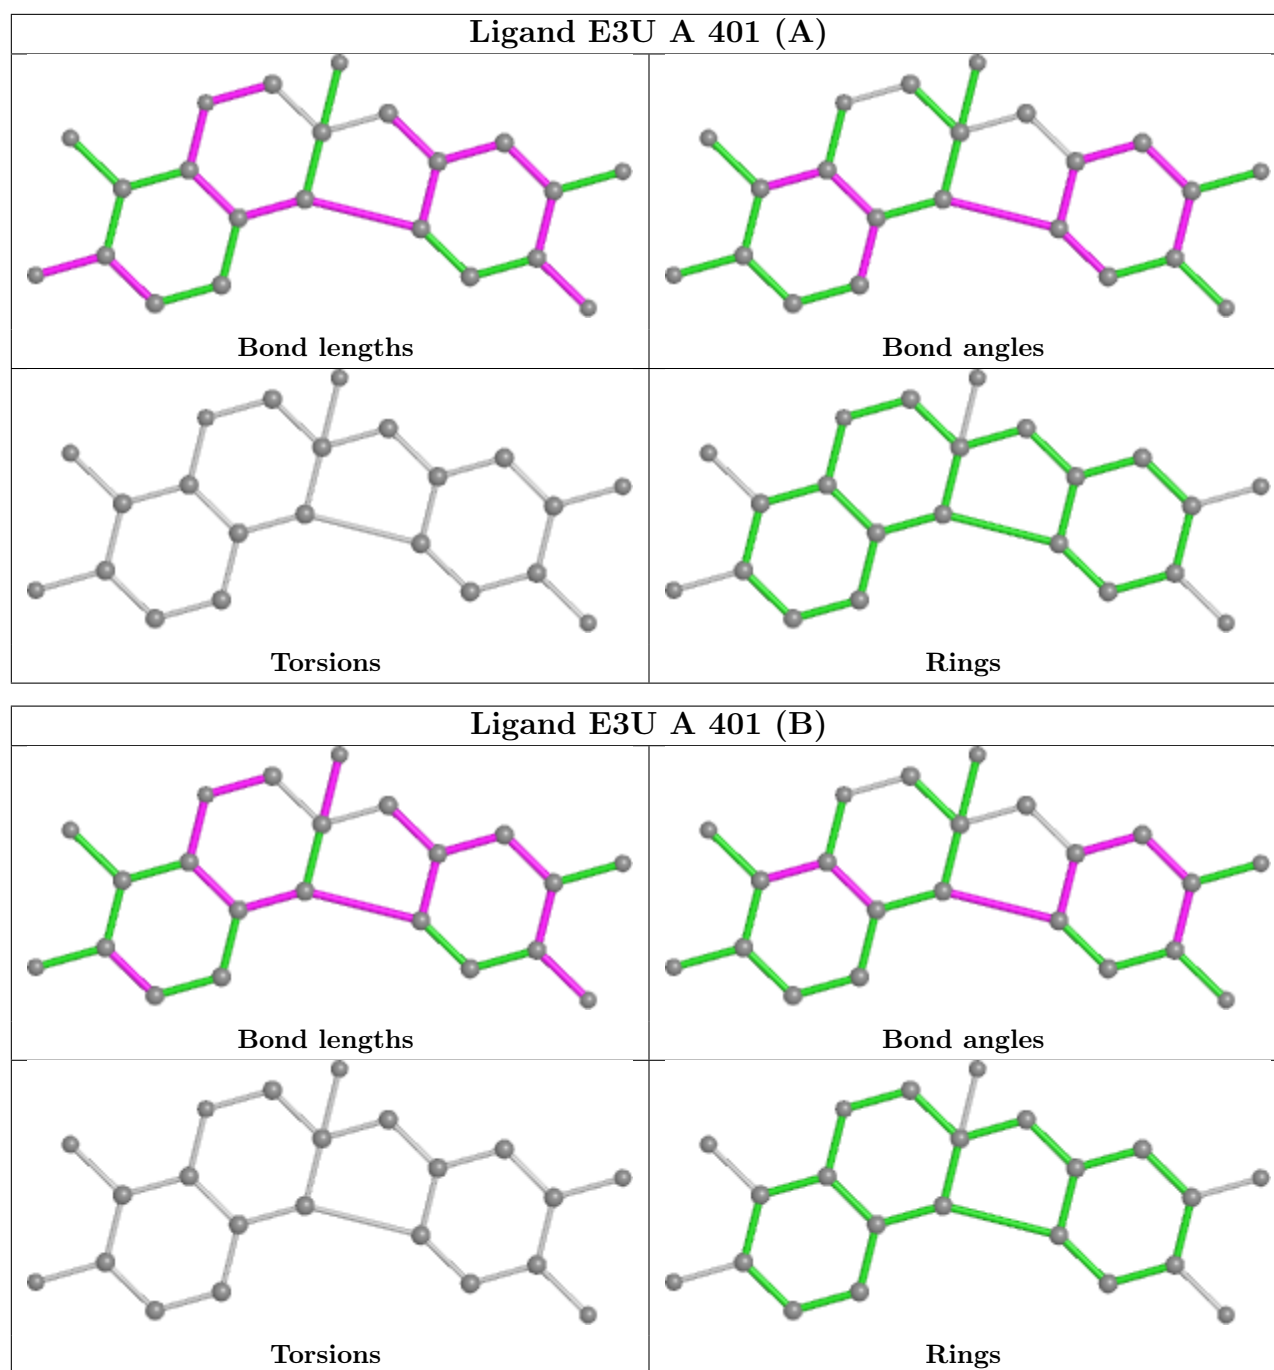 Ligand E3U A 401 (A)
Bond lengths
Bond angles
Torsions
Rings
Ligand E3U A 401 (B)
Bond lengths
Bond angles
Torsions
Rings